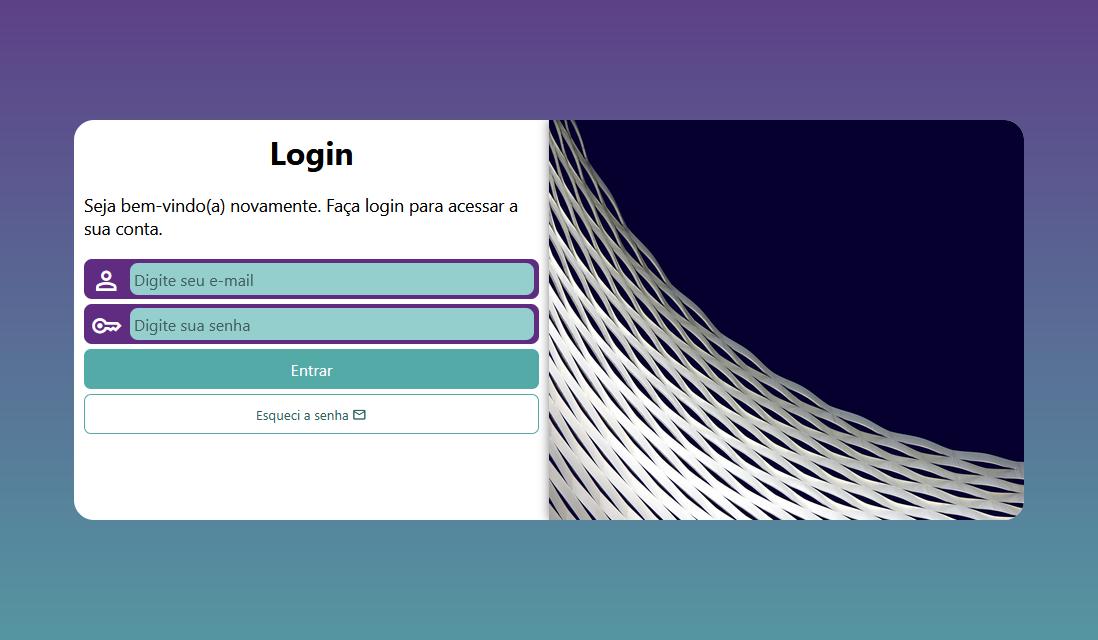 Login
Seja bem-vindo(a) novamente. Faça login para acessar a
sua conta.
Digite seu e-mail
Digite sua senha
Entrar
Esqueci a senha